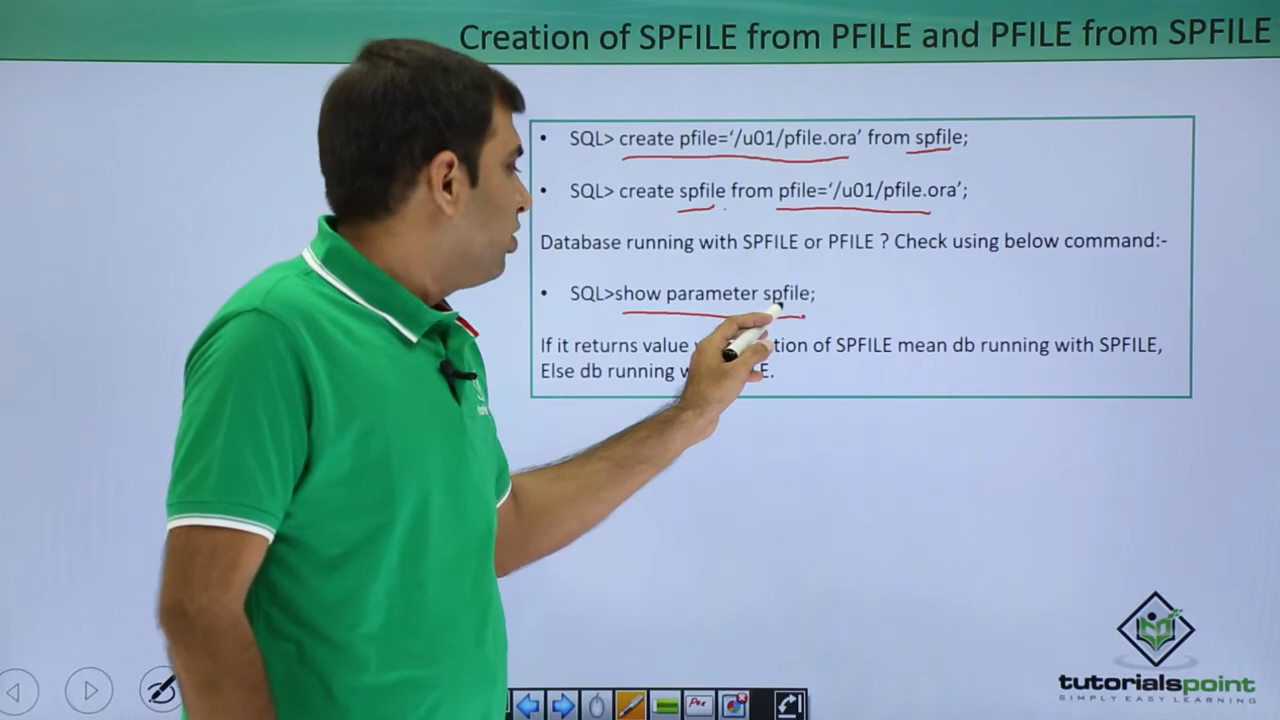 Creation of SPFILE from PFILE and PFILE from SPFILE
• SQL> create pfile=‘/u01/pfile.ora’ from spfile;
• SQL> create spfile from pfile=‘/u01/pfile.ora’;
Database running with SPFILE or PFILE ? Check using below command:-
• SQL>show parameter spfile;
If it returns value of SPFILE mean db running with SPFILE,
Else db running
tutorialspoint
SIMPLY EASY LEARNING